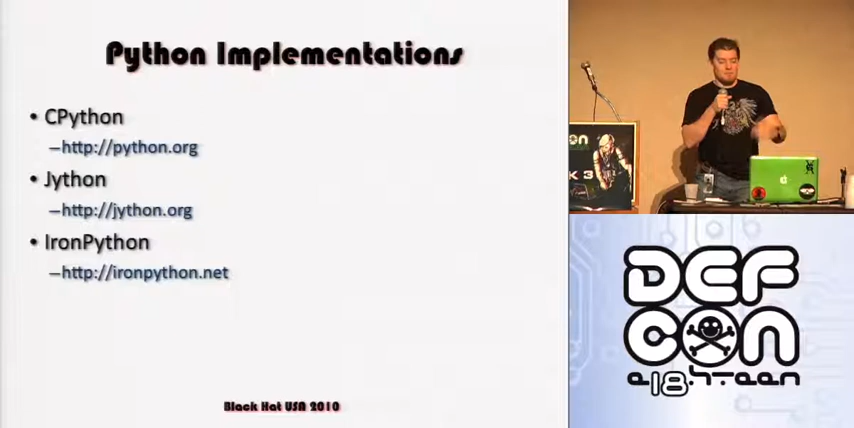 Python Implementations
• CPython
–http://python.org
• Jython
–http://jython.org
• IronPython
–http://ironpython.net
Black Hat USA 2010
DEF
CON
18